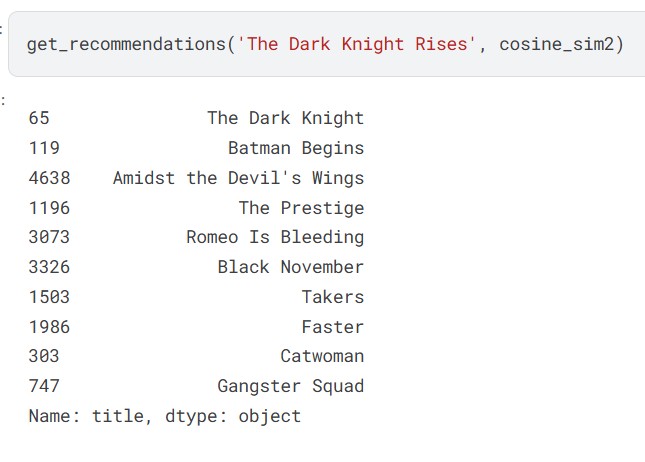 :
get_recommendations('The Dark Knight Rises', cosine_sim2)
:
65 The Dark Knight
119 Batman Begins
4638 Amidst the Devil's Wings
1196 The Prestige
3073 Romeo Is Bleeding
3326 Black November
1503 Takers
1986 Faster
303 Catwoman
747 Gangster Squad
Name: title, dtype: object